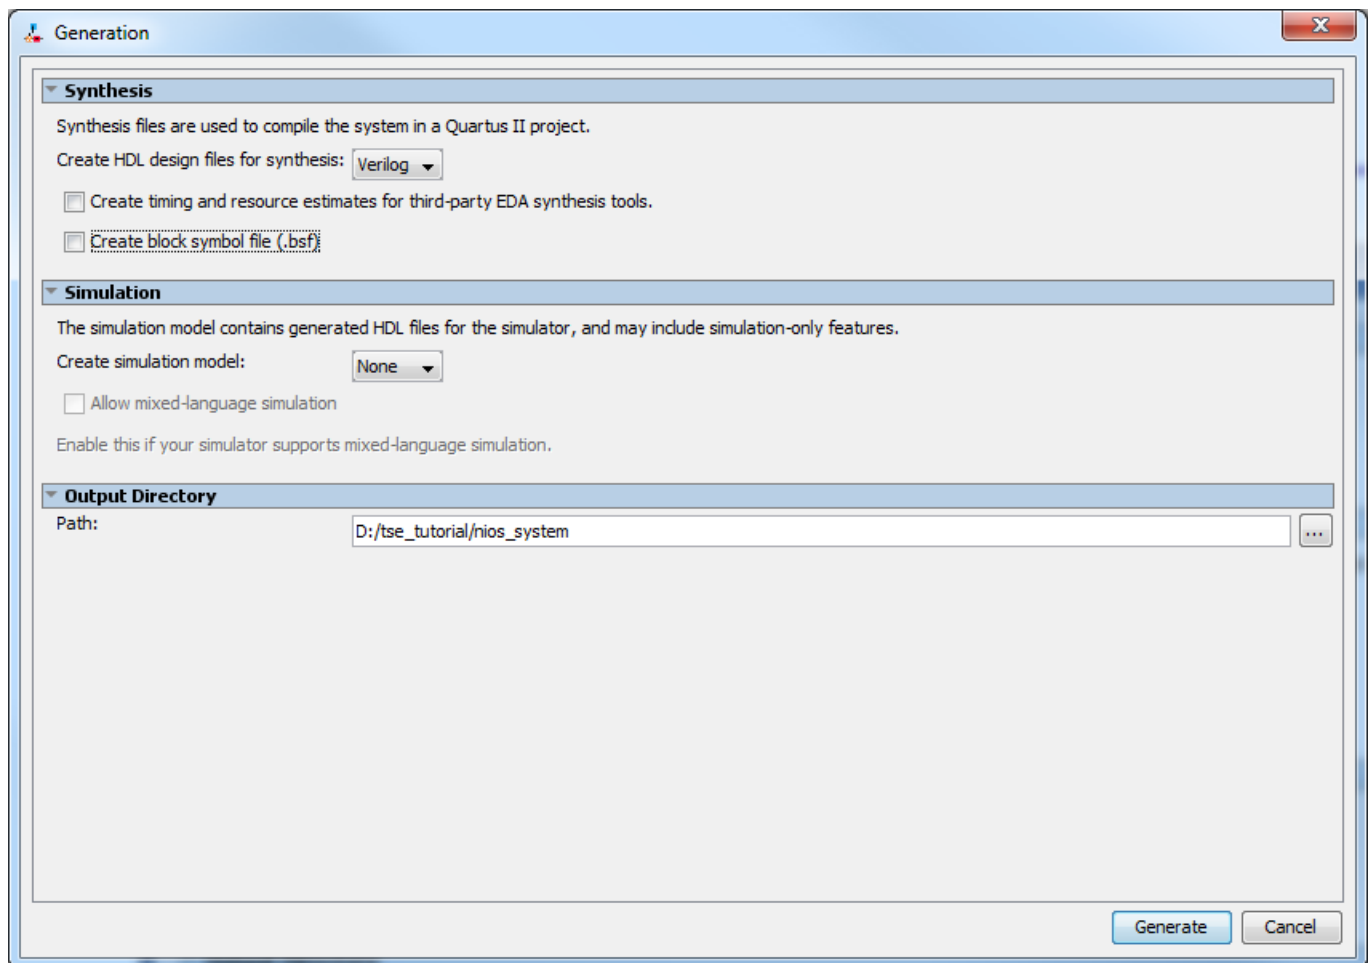 Generation
Synthesis
Synthesis files are used to compile the system in a Quartus II project.
Create HDL design files for synthesis: Verilog
Create timing and resource estimates for third-party EDA synthesis tools.
Create block symbol file (.bsf)
Simulation
The simulation model contains generated HDL files for the simulator, and may include simulation-only features.
Create simulation model: None
Allow mixed-language simulation
Enable this if your simulator supports mixed-language simulation.
Output Directory
Path: D:/tse_tutorial/nios_system ...
Generate Cancel